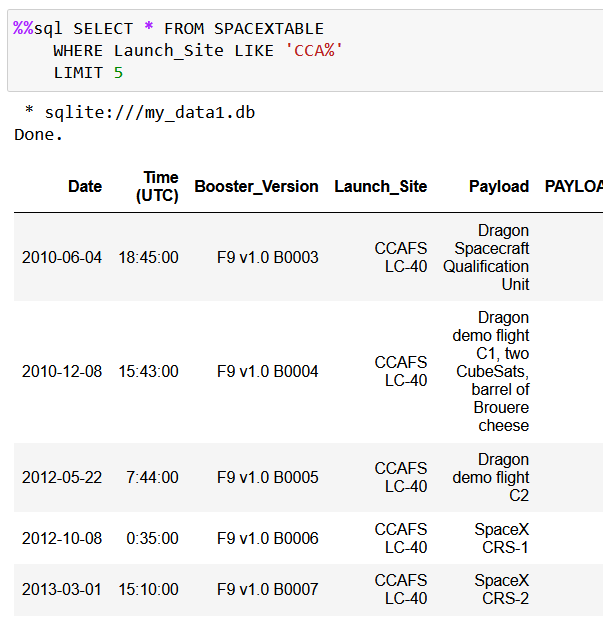 %%sql SELECT * FROM SPACEXTABLE
WHERE Launch_Site LIKE 'CCA%'
LIMIT 5
* sqlite:///my_data1.db
Done.
Date Time (UTC) Booster_Version Launch_Site Payload PAYLOA
2010-06-04 18:45:00 F9 v1.0 B0003 CCAFS LC-40 Dragon Spacecraft Qualification Unit
2010-12-08 15:43:00 F9 v1.0 B0004 CCAFS LC-40 Dragon demo flight C1, two CubeSats, barrel of Brouere cheese
2012-05-22 7:44:00 F9 v1.0 B0005 CCAFS LC-40 Dragon demo flight C2
2012-10-08 0:35:00 F9 v1.0 B0006 CCAFS LC-40 SpaceX CRS-1
2013-03-01 15:10:00 F9 v1.0 B0007 CCAFS LC-40 SpaceX CRS-2